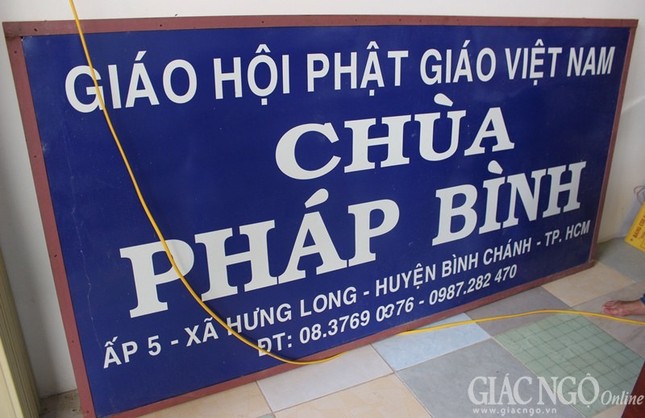 GIÁO HỘI PHẬT GIÁO VIỆT NAM
CHÙA
PHÁP BÌNH
ẤP 5 - XÃ HƯNG LONG - HUYỆN BÌNH CHÁNH - TP. HCM
ĐT: 08.3769 0376 - 0987.282 470
GIÁC NGỘ Online
www.giacngo.vn